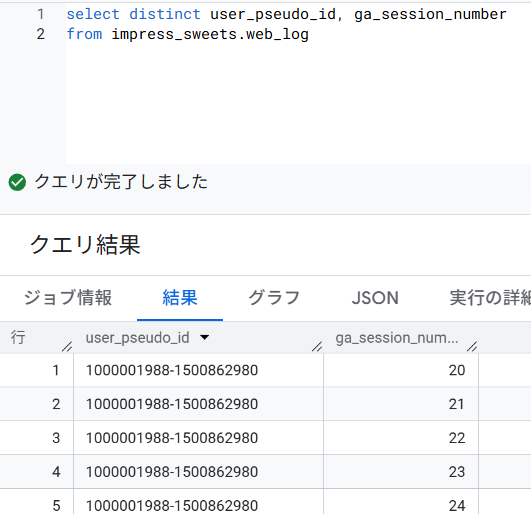 1 select distinct user_pseudo_id, ga_session_number
2 from impress_sweets.web_log
クエリが完了しました
クエリ結果
ジョブ情報 結果 グラフ JSON 実行の詳細
行 user_pseudo_id ga_session_num...
1 1000001988-1500862980 20
2 1000001988-1500862980 21
3 1000001988-1500862980 22
4 1000001988-1500862980 23
5 1000001988-1500862980 24